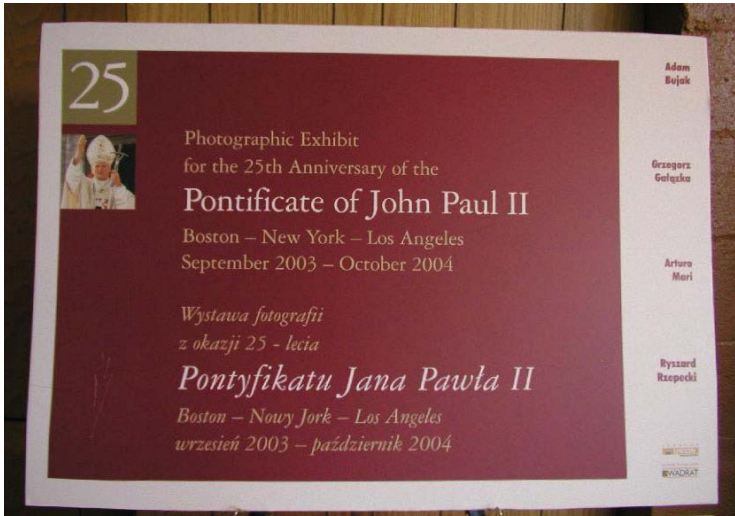 25
Photographic Exhibit
for the 25th Anniversary of the
Pontificate of John Paul II
Boston – New York – Los Angeles
September 2003 – October 2004
Wystawa fotografii
z okazji 25 - lecia
Pontyfikatu Jana Pawła II
Boston – Nowy Jork – Los Angeles
wrzesień 2003 – październik 2004
Adam
Bujak
Grzegorz
Gałązka
Arturo
Mari
Ryszard
Rzepecki
KWADRAT